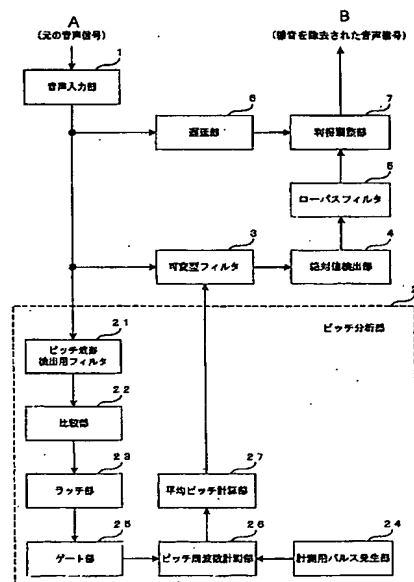 A
(元の音声信号)
B
(雑音を除去された音声信号)
1
音声入力部
6
遅延部
7
利得調整部
5
ローパスフィルタ
3
可変型フィルタ
4
絶対値検出部
2
ピッチ分析部
21
ピッチ成分
検出用フィルタ
22
比較部
23
ラッチ部
27
平均ピッチ計算部
25
ゲート部
26
ピッチ周波数計測部
24
計測用パルス発生部